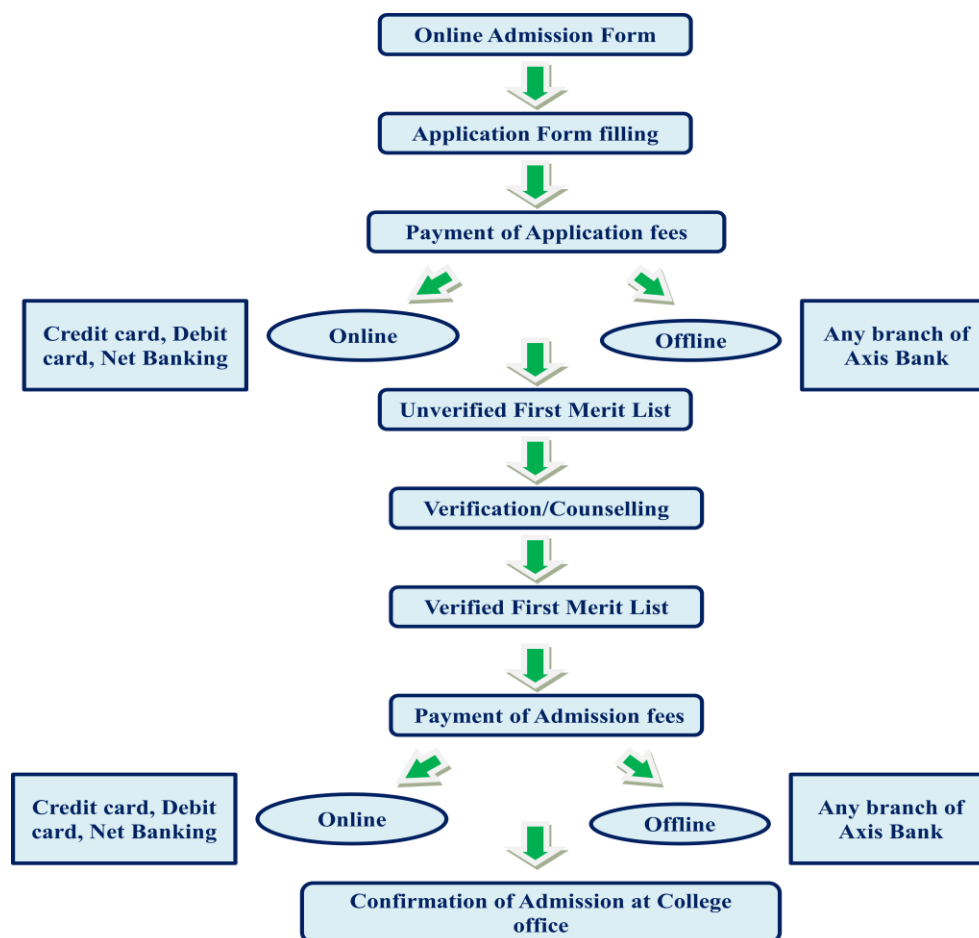 Online Admission Form
Application Form filling
Payment of Application fees
Credit card, Debit
card, Net Banking
Online
Offline
Any branch of
Axis Bank
Unverified First Merit List
Verification/Counselling
Verified First Merit List
Payment of Admission fees
Credit card, Debit
card, Net Banking
Online
Offline
Any branch of
Axis Bank
Confirmation of Admission at College
office